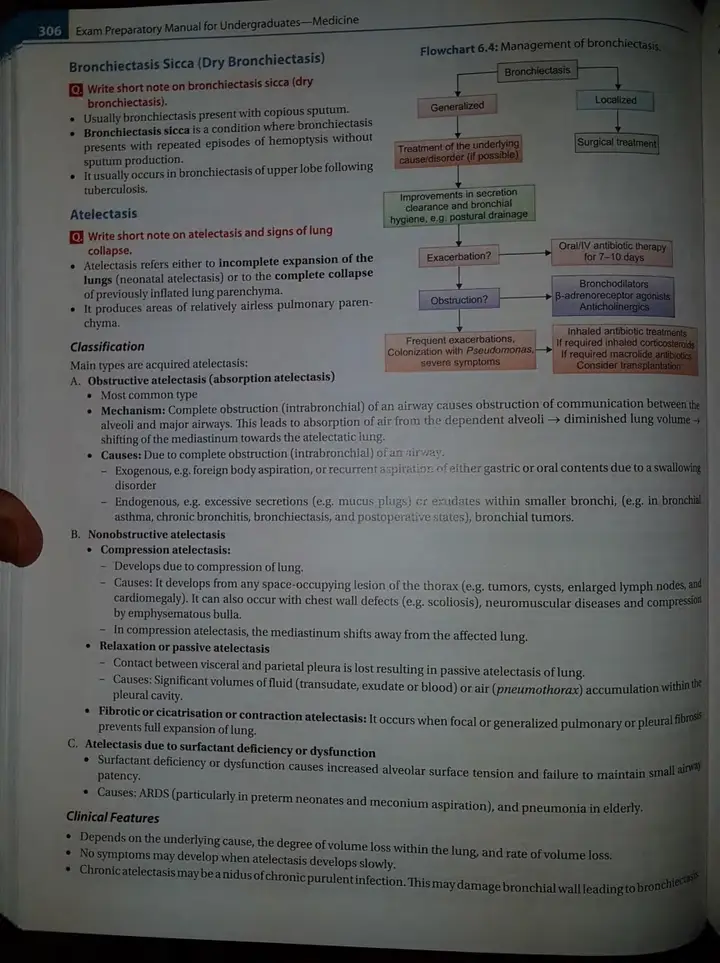 306 Exam Preparatory Manual for Undergraduates—Medicine
Bronchiectasis Sicca (Dry Bronchiectasis)
Q. Write short note on bronchiectasis sicca (dry
bronchiectasis).
• Usually bronchiectasis present with copious sputum.
• Bronchiectasis sicca is a condition where bronchiectasis
presents with repeated episodes of hemoptysis without
sputum production.
• It usually occurs in bronchiectasis of upper lobe following
tuberculosis.
Atelectasis
Q. Write short note on atelectasis and signs of lung
collapse.
• Atelectasis refers either to incomplete expansion of the
lungs (neonatal atelectasis) or to the complete collapse
of previously inflated lung parenchyma.
• It produces areas of relatively airless pulmonary paren-
chyma.
Flowchart 6.4: Management of bronchiectasis.
Bronchiectasis
Generalized
Localized
Treatment of the underlying
cause/disorder (if possible)
Surgical treatment
Improvements in secretion
clearance and bronchial
hygiene, e.g. postural drainage
Exacerbation?
Oral/IV antibiotic therapy
for 7–10 days
Obstruction?
Bronchodilators
β-adrenoreceptor agonists
Anticholinergics
Frequent exacerbations,
Colonization with Pseudomonas,
severe symptoms
Inhaled antibiotic treatments
If required inhaled corticosteroids
If required macrolide antibiotics
Consider transplantation
Classification
Main types are acquired atelectasis:
A. Obstructive atelectasis (absorption atelectasis)
• Most common type
• Mechanism: Complete obstruction (intrabronchial) of an airway causes obstruction of communication between the
alveoli and major airways. This leads to absorption of air from the dependent alveoli → diminished lung volume →
shifting of the mediastinum towards the atelectatic lung.
• Causes: Due to complete obstruction (intrabronchial) of an airway.
– Exogenous, e.g. foreign body aspiration, or recurrent aspiration of either gastric or oral contents due to a swallowing
disorder
– Endogenous, e.g. excessive secretions (e.g. mucus plugs) or exudates within smaller bronchi, (e.g. in bronchial
asthma, chronic bronchitis, bronchiectasis, and postoperative states), bronchial tumors.
B. Nonobstructive atelectasis
• Compression atelectasis:
– Develops due to compression of lung.
– Causes: It develops from any space-occupying lesion of the thorax (e.g. tumors, cysts, enlarged lymph nodes, and
cardiomegaly). It can also occur with chest wall defects (e.g. scoliosis), neuromuscular diseases and compression
by emphysematous bulla.
– In compression atelectasis, the mediastinum shifts away from the affected lung.
• Relaxation or passive atelectasis
– Contact between visceral and parietal pleura is lost resulting in passive atelectasis of lung.
– Causes: Significant volumes of fluid (transudate, exudate or blood) or air (pneumothorax) accumulation within the
pleural cavity.
• Fibrotic or cicatrisation or contraction atelectasis: It occurs when focal or generalized pulmonary or pleural fibrosis
prevents full expansion of lung.
C. Atelectasis due to surfactant deficiency or dysfunction
• Surfactant deficiency or dysfunction causes increased alveolar surface tension and failure to maintain small airway
patency.
• Causes: ARDS (particularly in preterm neonates and meconium aspiration), and pneumonia in elderly.
Clinical Features
• Depends on the underlying cause, the degree of volume loss within the lung, and rate of volume loss.
• No symptoms may develop when atelectasis develops slowly.
• Chronic atelectasis may be a nidus of chronic purulent infection. This may damage bronchial wall leading to bronchiectasis.